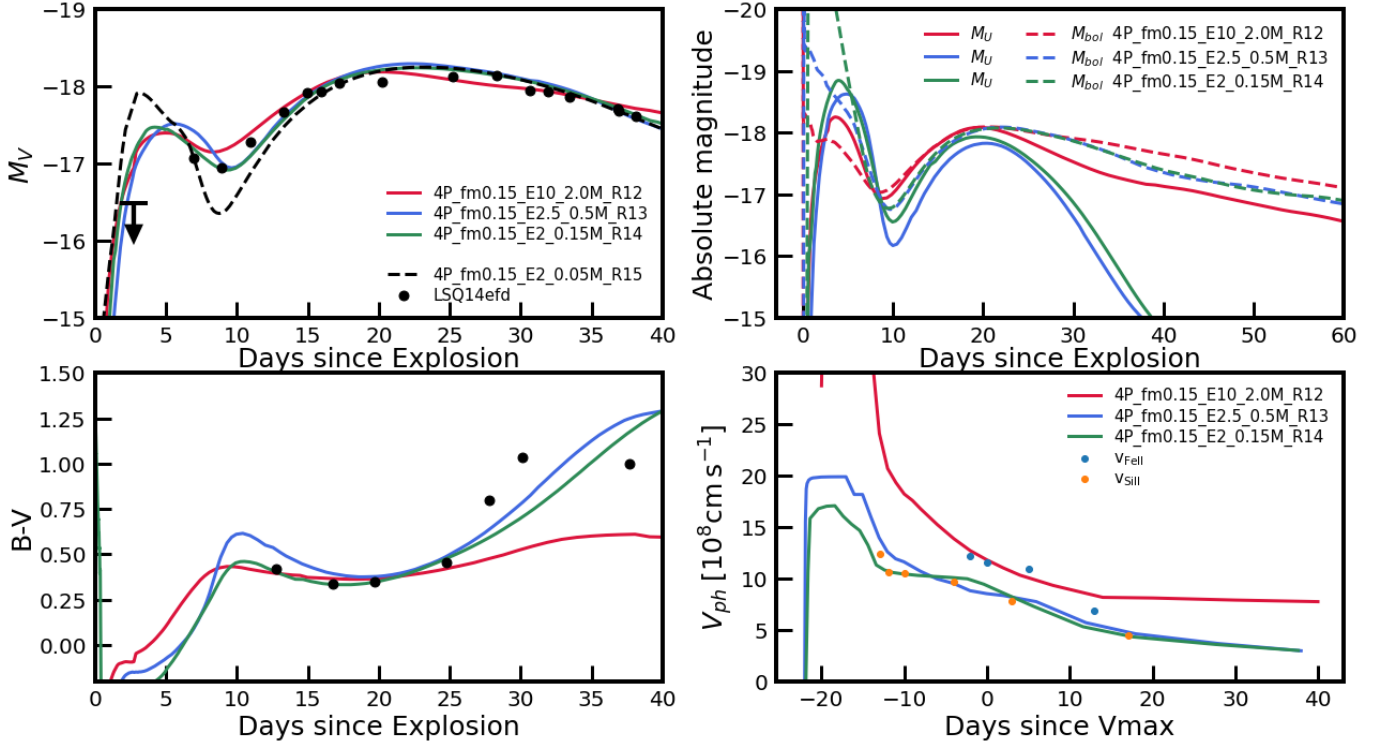 −19
−18
−17
−16
−15
M_V
4P_fm0.15_E10_2.0M_R12
4P_fm0.15_E2.5_0.5M_R13
4P_fm0.15_E2_0.15M_R14
4P_fm0.15_E2_0.05M_R15
LSQ14efd
0 5 10 15 20 25 30 35 40
Days since Explosion
−20
−19
−18
−17
−16
−15
Absolute magnitude
M_U M_bol 4P_fm0.15_E10_2.0M_R12
M_U M_bol 4P_fm0.15_E2.5_0.5M_R13
M_U M_bol 4P_fm0.15_E2_0.15M_R14
0 10 20 30 40 50 60
Days since Explosion
1.50
1.25
1.00
0.75
0.50
0.25
0.00
B-V
0 5 10 15 20 25 30 35 40
Days since Explosion
30
25
20
15
10
5
0
V_ph [10^8 cm s^−1]
4P_fm0.15_E10_2.0M_R12
4P_fm0.15_E2.5_0.5M_R13
4P_fm0.15_E2_0.15M_R14
v_FeII
v_SiII
−20 −10 0 10 20 30 40
Days since Vmax